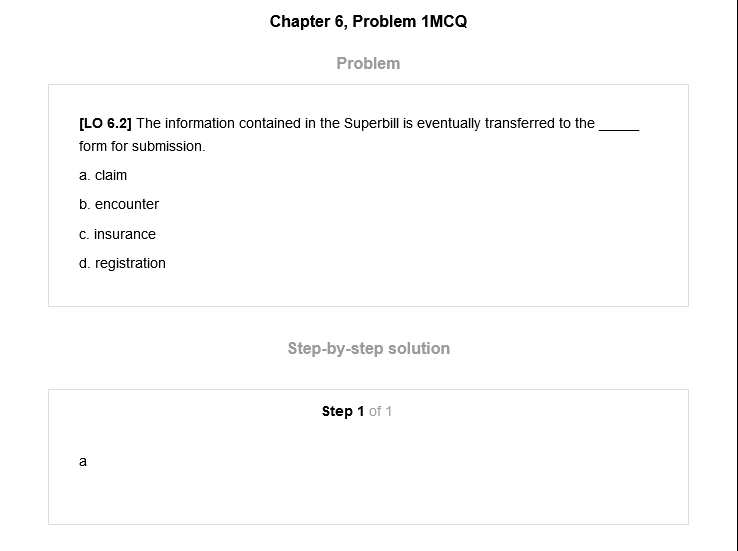 Chapter 6, Problem 1MCQ
Problem
[LO 6.2] The information contained in the Superbill is eventually transferred to the _____
form for submission.
a. claim
b. encounter
c. insurance
d. registration
Step-by-step solution
Step 1 of 1
a